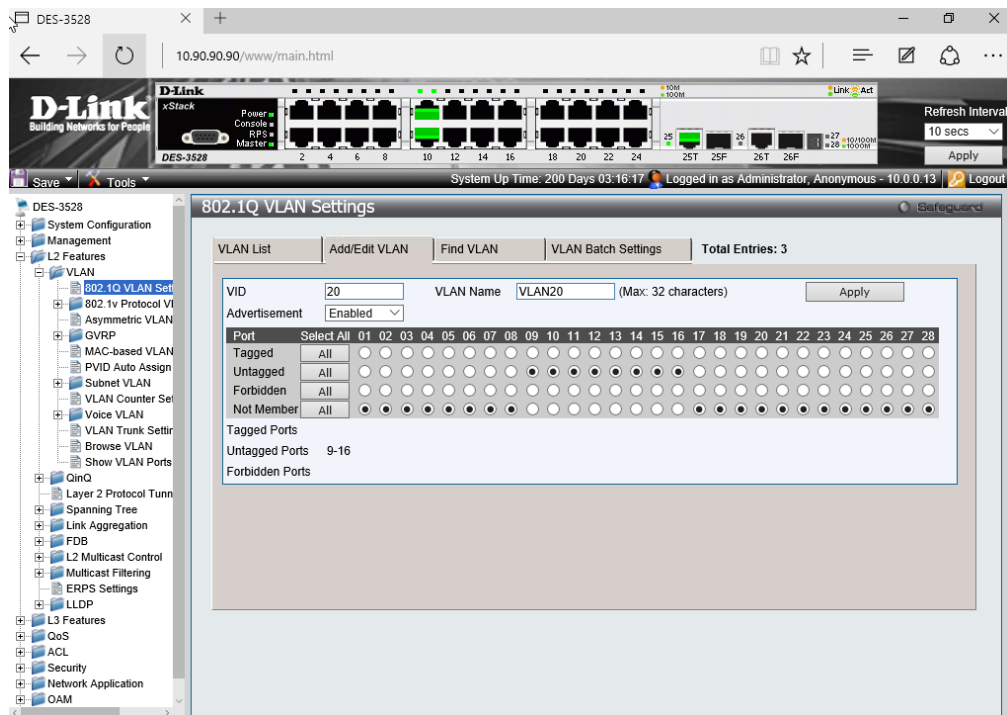 DES-3528
10.90.90.90/www/main.html
D-Link
Building Networks for People
D-Link
xStack
Power
Console
RPS
Master
DES-3528
2 4 6 8 10 12 14 16 18 20 22 24
10M
100M
25 26
25T 25F 26T 26F
Link Act
27 10/100M
28 1000M
Refresh Interval
10 secs
Apply
Save
Tools
System Up Time: 200 Days 03:16:17
Logged in as Administrator, Anonymous - 10.0.0.13
Logout
DES-3528
System Configuration
Management
L2 Features
VLAN
802.1Q VLAN Sett
802.1v Protocol Vl
Asymmetric VLAN
GVRP
MAC-based VLAN
PVID Auto Assign
Subnet VLAN
VLAN Counter Set
Voice VLAN
VLAN Trunk Settin
Browse VLAN
Show VLAN Ports
QinQ
Layer 2 Protocol Tunn
Spanning Tree
Link Aggregation
FDB
L2 Multicast Control
Multicast Filtering
ERPS Settings
LLDP
L3 Features
QoS
ACL
Security
Network Application
OAM
802.1Q VLAN Settings
Safeguard
VLAN List
Add/Edit VLAN
Find VLAN
VLAN Batch Settings
Total Entries: 3
VID 20 VLAN Name VLAN20 (Max: 32 characters) Apply
Advertisement Enabled
Port Select All 01 02 03 04 05 06 07 08 09 10 11 12 13 14 15 16 17 18 19 20 21 22 23 24 25 26 27 28
Tagged All
Untagged All
Forbidden All
Not Member All
Tagged Ports
Untagged Ports 9-16
Forbidden Ports